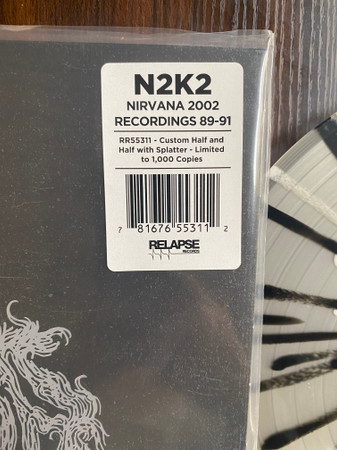 N2K2
NIRVANA 2002
RECORDINGS 89-91
RR55311 - Custom Half and
Half with Splatter - Limited
to 1,000 Copies
7 81676 55311 2
RELAPSE
RECORDS